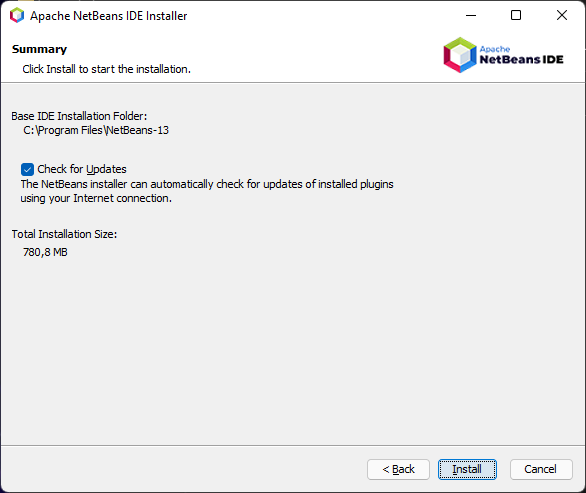 Apache NetBeans IDE Installer
Summary
Click Install to start the installation.
Apache
NetBeans IDE
Base IDE Installation Folder:
C:\Program Files\NetBeans-13
Check for Updates
The NetBeans installer can automatically check for updates of installed plugins
using your Internet connection.
Total Installation Size:
780,8 MB
< Back
Install
Cancel